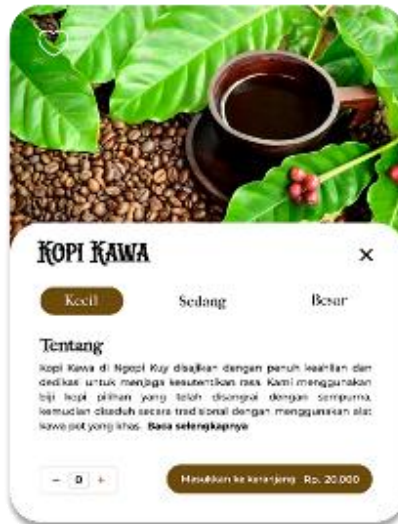 KOPI KAWA
×
Kecil
Sedang
Besar
Tentang
Kopi Kawa di Ngopi Kuy disajikan dengan penuh keahlian dan
dedikasi untuk menjaga keautentikan rasa. Kami menggunakan
biji kopi pilihan yang telah disangrai dengan sempurna,
kemudian diseduh secara tradisional dengan menggunakan alat
kawa pot yang khas. Baca selengkapnya
− 0 +
Masukkan ke keranjang Rp. 20.000